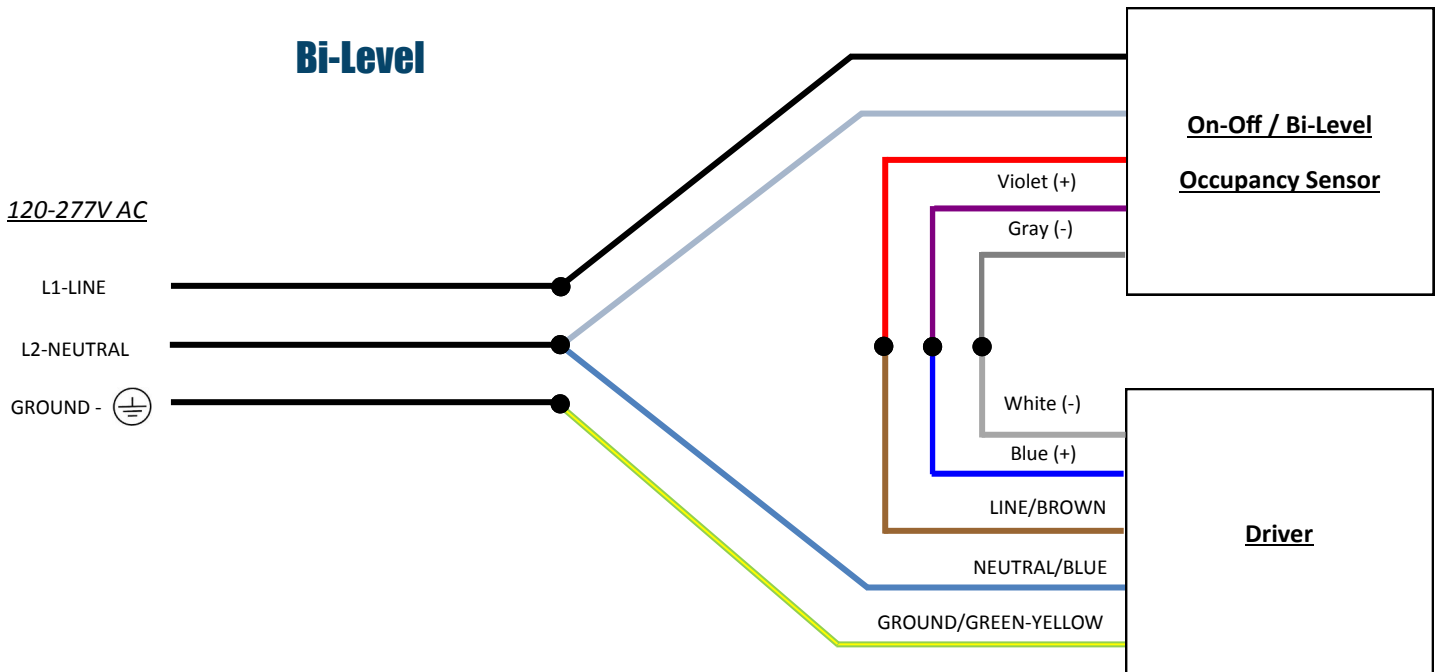 Bi-Level
On-Off / Bi-Level
Occupancy Sensor
Violet (+)
Gray (-)
120-277V AC
L1-LINE
L2-NEUTRAL
GROUND -
White (-)
Blue (+)
LINE/BROWN
Driver
NEUTRAL/BLUE
GROUND/GREEN-YELLOW